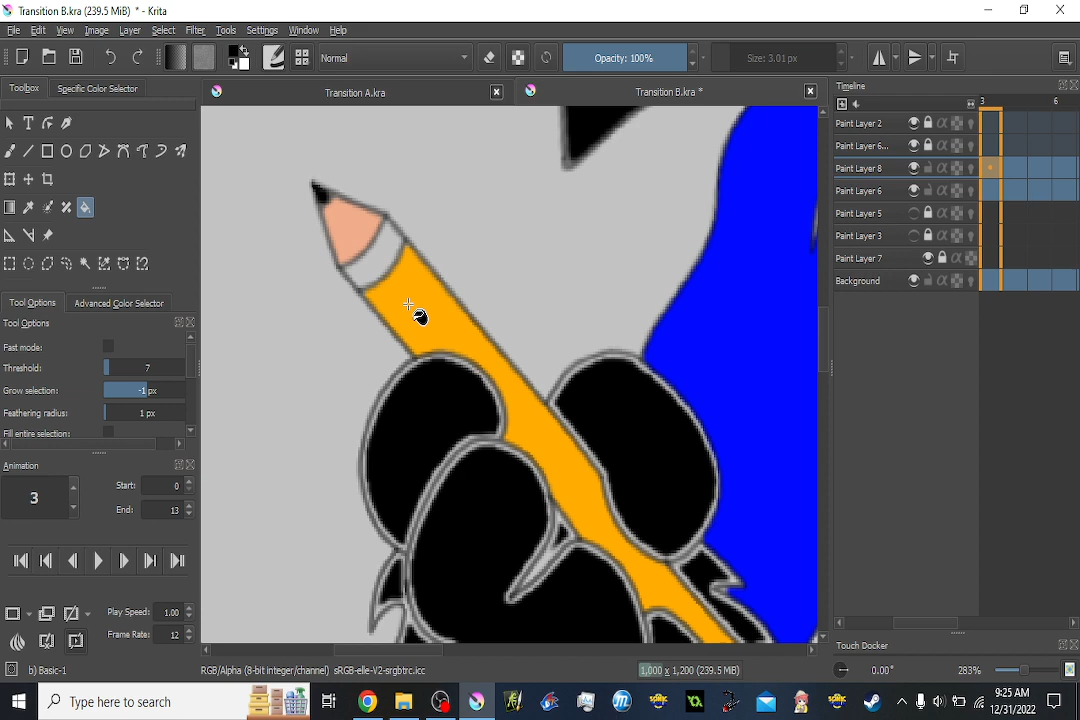 Transition B.kra (239.5 MiB) * - Krita
File Edit View Image Layer Select Filter Tools Settings Window Help
Normal Opacity: 100% Size: 3.01 px
Toolbox Specific Color Selector Transition A.kra Transition B.kra * Timeline
3 6
Paint Layer 2
Paint Layer 6...
Paint Layer 8
Paint Layer 6
Paint Layer 5
Paint Layer 3
Paint Layer 7
Background
Tool Options Advanced Color Selector
Tool Options
Fast mode:
Threshold: 7
Grow selection: -1 px
Feathering radius: 1 px
Fill entire selection:
Animation
3 Start: 0
End: 13
Play Speed: 1.00
Frame Rate: 12
Touch Docker
b) Basic-1 RGB/Alpha (8-bit integer/channel) sRGB-elle-V2-srgbtrc.icc 1,000 x 1,200 (239.5 MiB) 0.00° 283%
Type here to search
9:25 AM
12/31/2022